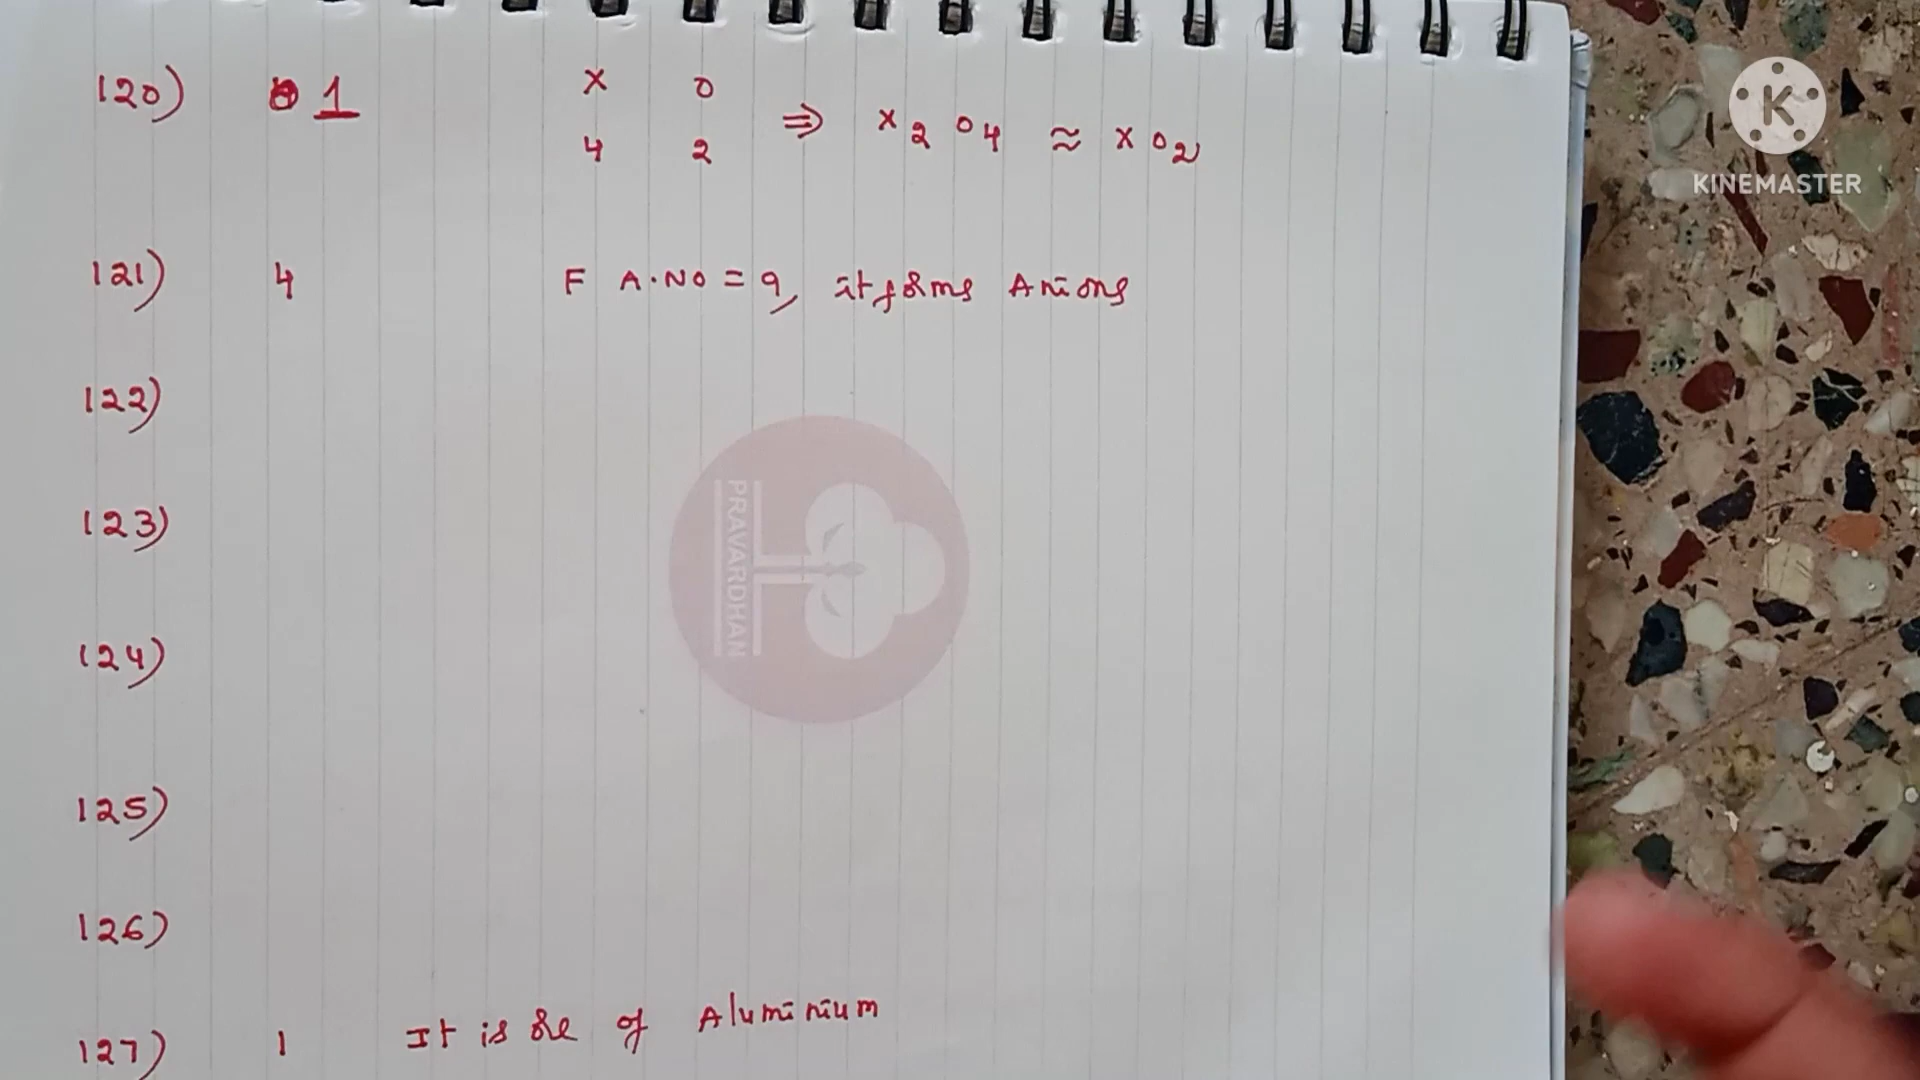 120) 1 X O ⇒ X2O4 ≈ XO2
4 2
121) 4 F A.NO = 9, it forms Anions
122)
123)
124)
125)
126)
127) 1 It is ore of Aluminium
KINEMASTER
PRAVARDHAN